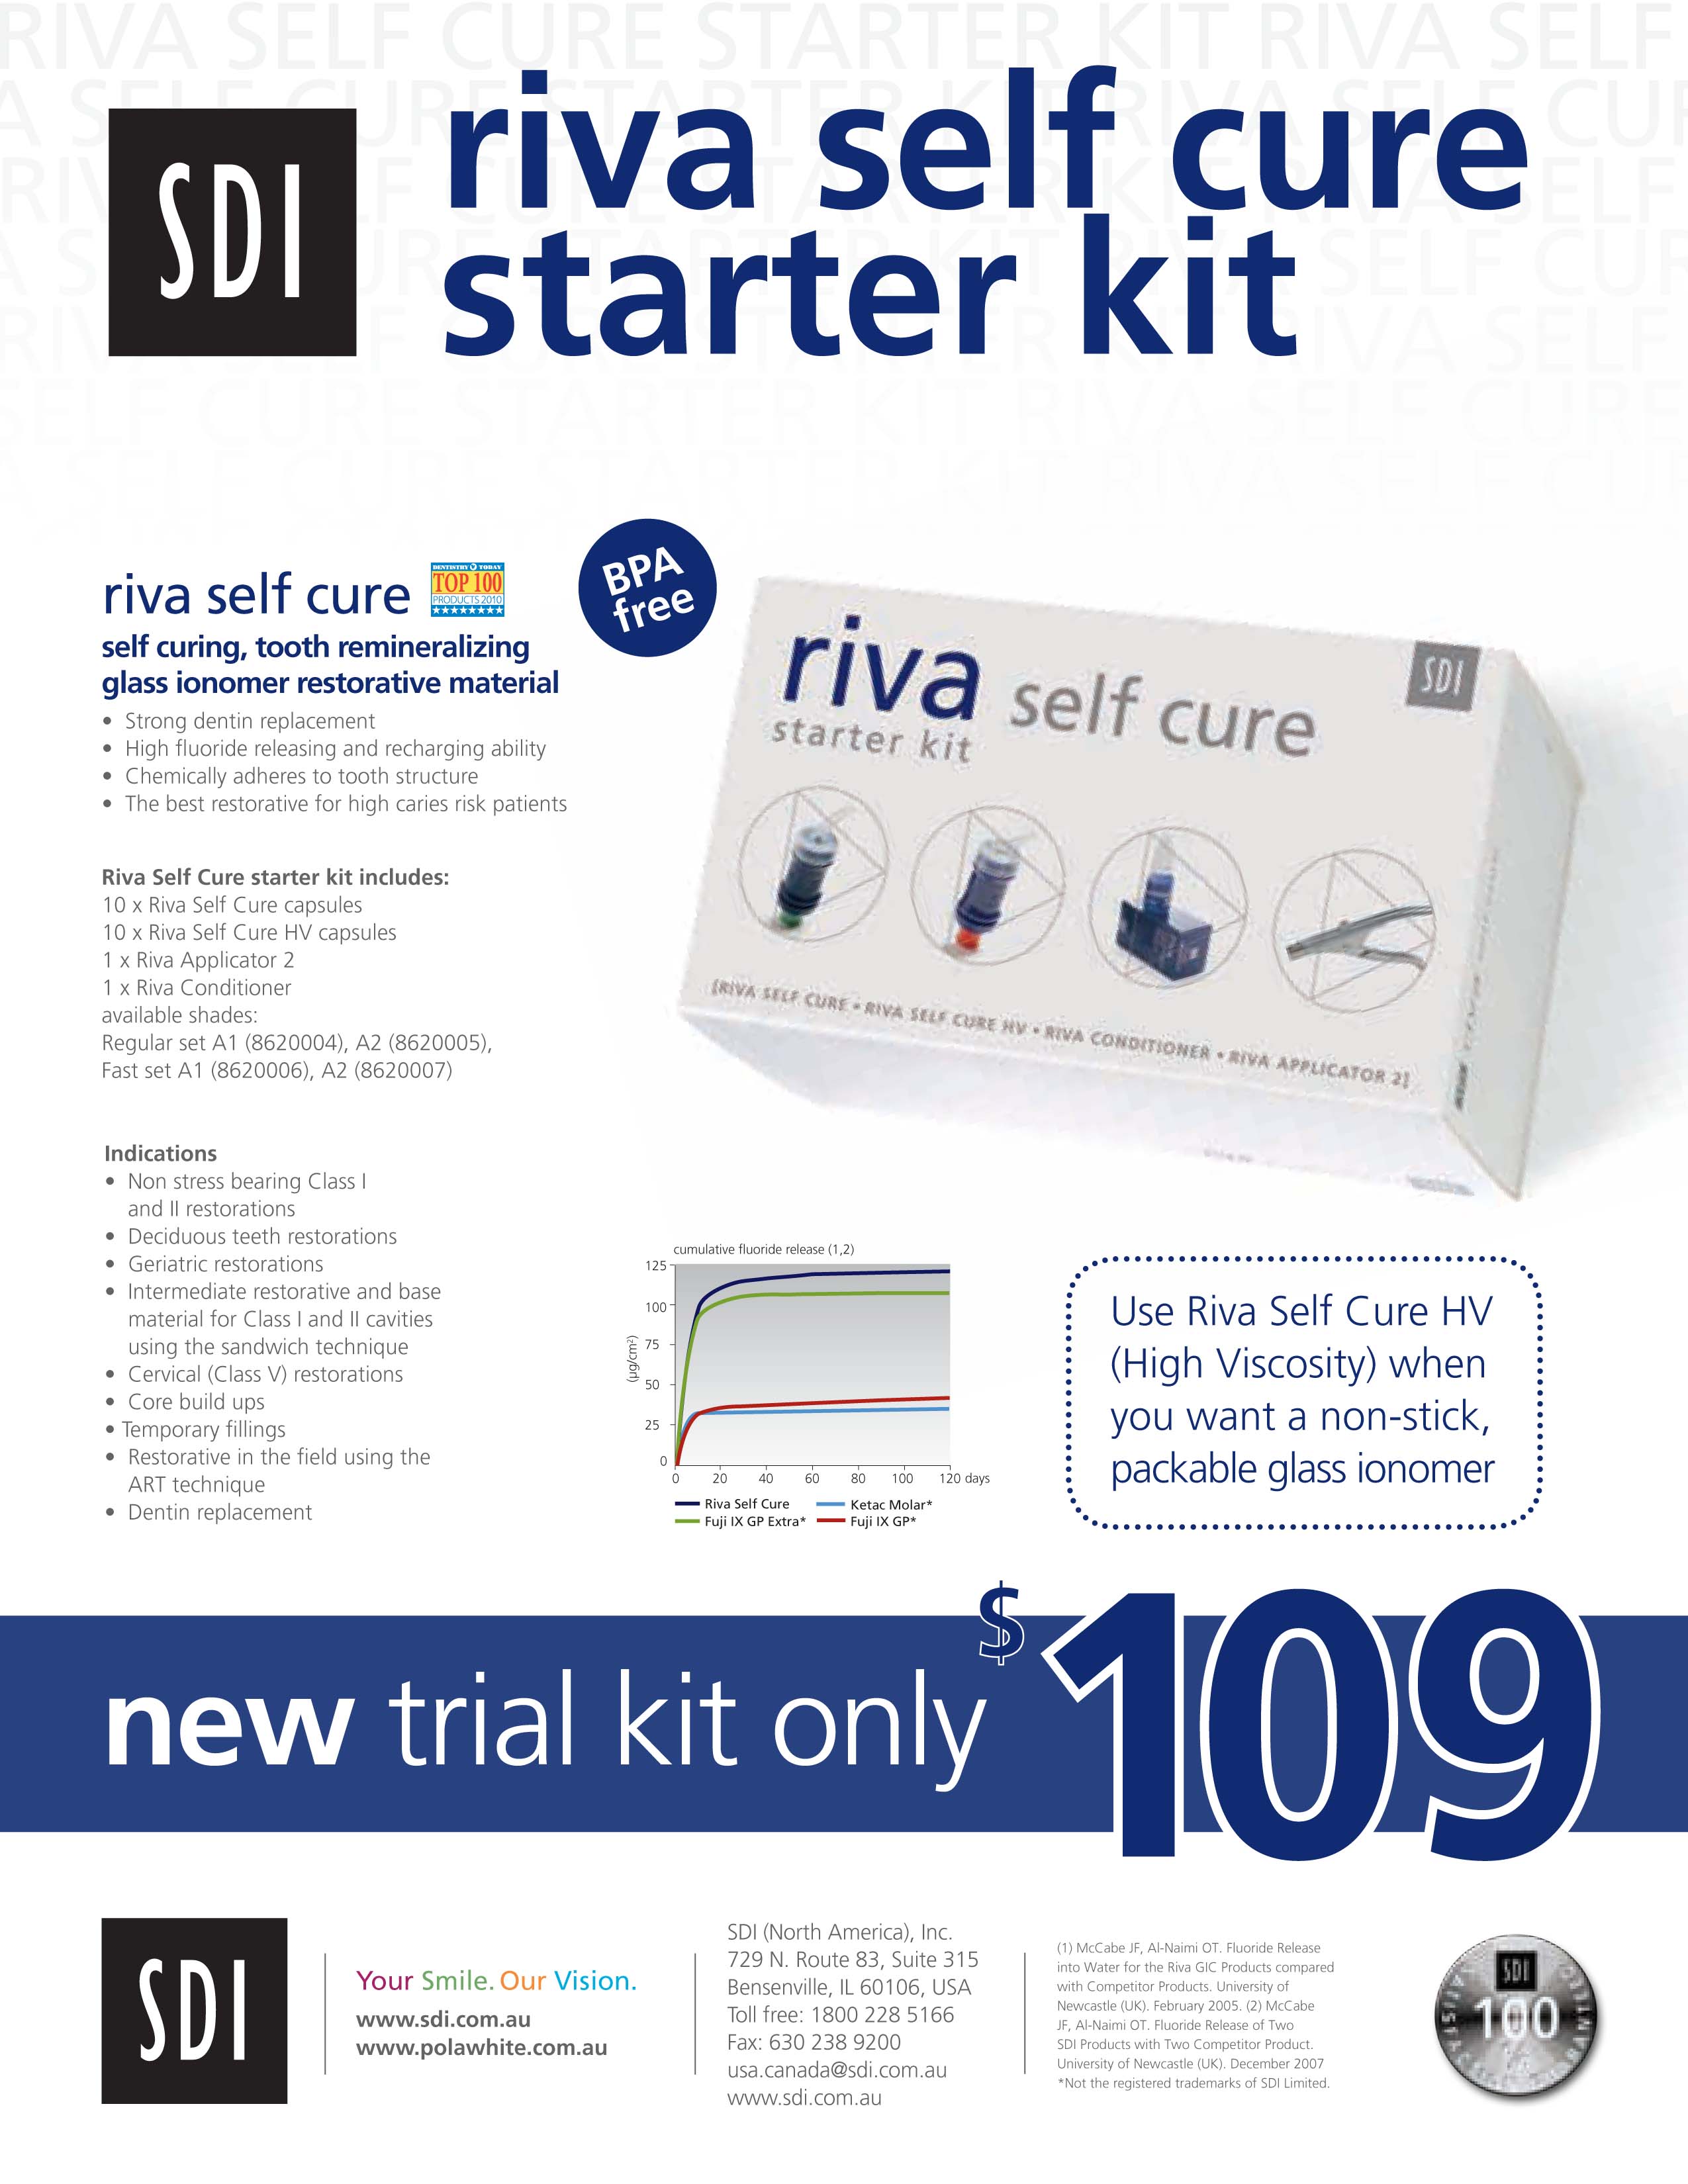 RIVA SELF CURE STARTER KIT RIVA SELF
SDI
riva self cure
starter kit
riva self cure
DENTISTRY TODAY
TOP 100
PRODUCTS 2010
BPA
free
self curing, tooth remineralizing
glass ionomer restorative material
• Strong dentin replacement
• High fluoride releasing and recharging ability
• Chemically adheres to tooth structure
• The best restorative for high caries risk patients
riva self cure
starter kit
SDI
[RIVA SELF CURE • RIVA SELF CURE HV • RIVA CONDITIONER • RIVA APPLICATOR 2]
Riva Self Cure starter kit includes:
10 x Riva Self Cure capsules
10 x Riva Self Cure HV capsules
1 x Riva Applicator 2
1 x Riva Conditioner
available shades:
Regular set A1 (8620004), A2 (8620005),
Fast set A1 (8620006), A2 (8620007)
Indications
• Non stress bearing Class I
and II restorations
• Deciduous teeth restorations
• Geriatric restorations
• Intermediate restorative and base
material for Class I and II cavities
using the sandwich technique
• Cervical (Class V) restorations
• Core build ups
• Temporary fillings
• Restorative in the field using the
ART technique
• Dentin replacement
cumulative fluoride release (1,2)
125
100
75
50
25
0
(µg/cm²)
0 20 40 60 80 100 120 days
Riva Self Cure Ketac Molar*
Fuji IX GP Extra* Fuji IX GP*
Use Riva Self Cure HV
(High Viscosity) when
you want a non-stick,
packable glass ionomer
new trial kit only $109
SDI
Your Smile. Our Vision.
www.sdi.com.au
www.polawhite.com.au
SDI (North America), Inc.
729 N. Route 83, Suite 315
Bensenville, IL 60106, USA
Toll free: 1800 228 5166
Fax: 630 238 9200
usa.canada@sdi.com.au
www.sdi.com.au
(1) McCabe JF, Al-Naimi OT. Fluoride Release
into Water for the Riva GIC Products compared
with Competitor Products. University of
Newcastle (UK). February 2005. (2) McCabe
JF, Al-Naimi OT. Fluoride Release of Two
SDI Products with Two Competitor Product.
University of Newcastle (UK). December 2007
*Not the registered trademarks of SDI Limited.
SDI
100